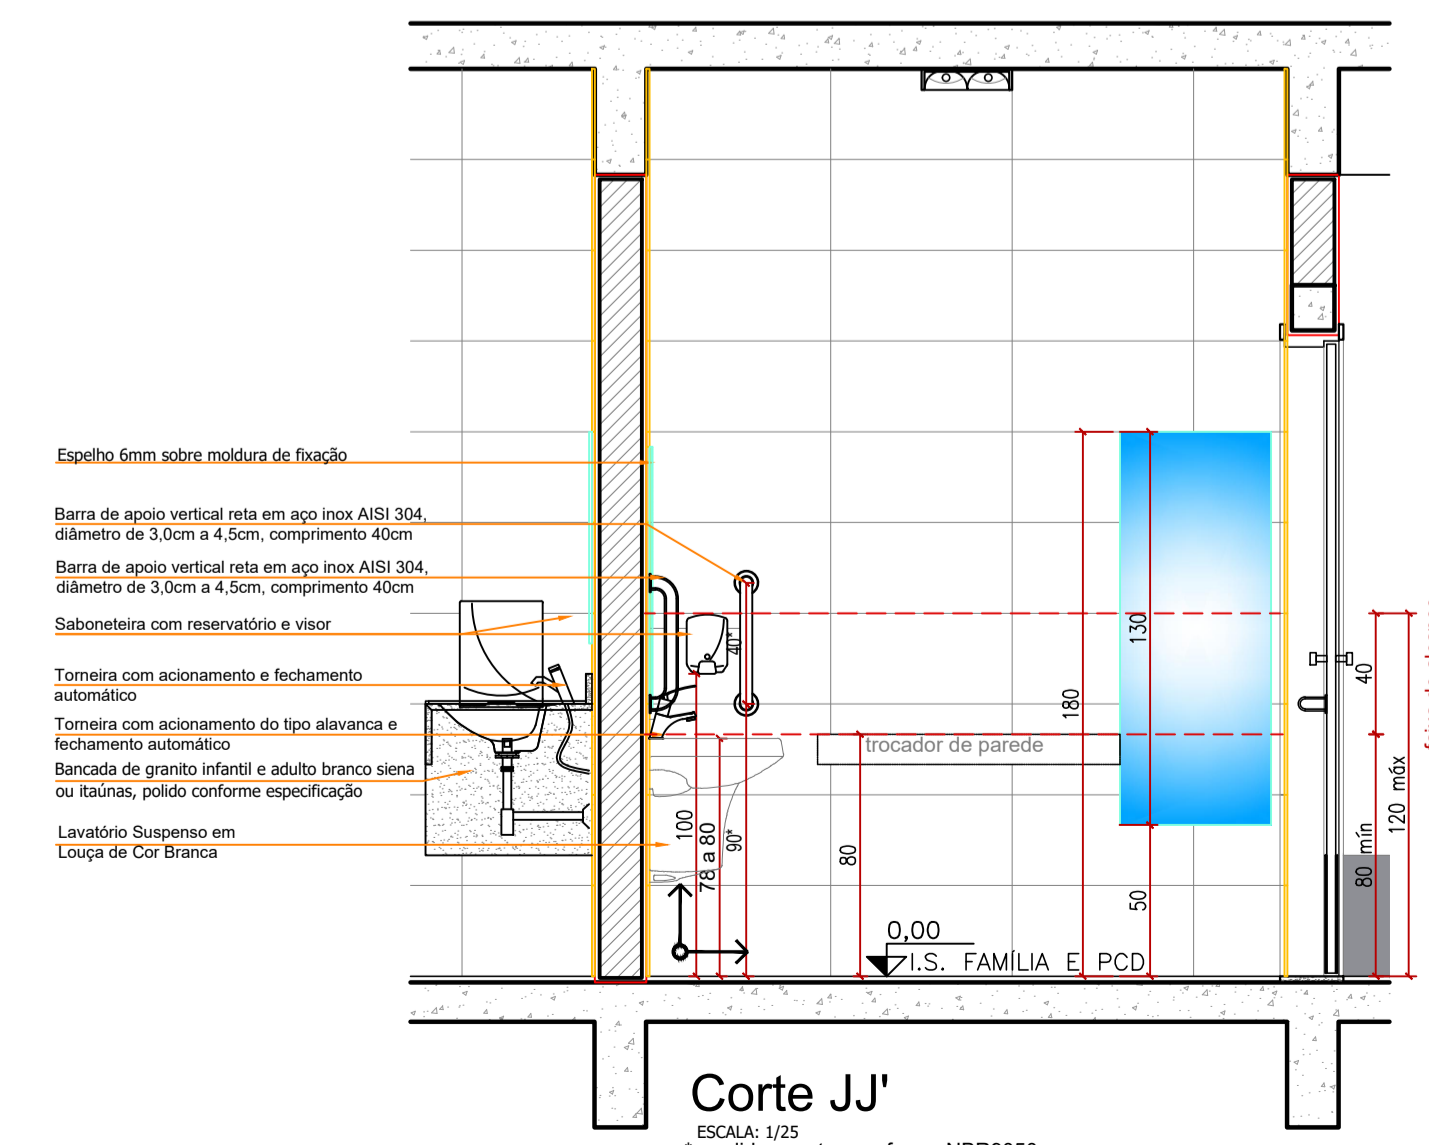 Espelho 6mm sobre moldura de fixação
Barra de apoio vertical reta em aço inox AISI 304,
diâmetro de 3,0cm a 4,5cm, comprimento 40cm
Barra de apoio vertical reta em aço inox AISI 304,
diâmetro de 3,0cm a 4,5cm, comprimento 40cm
Saboneteira com reservatório e visor
Torneira com acionamento e fechamento
automático
Torneira com acionamento do tipo alavanca e
fechamento automático
Bancada de granito infantil e adulto branco siena
ou itaúnas, polido conforme especificação
Lavatório Suspenso em
Louça de Cor Branca
40*
100
78 a 80
90*
trocador de parede
80
180
130
50
40
80 mín
120 máx
0,00
I.S. FAMÍLIA E PCD
Corte JJ'
ESCALA: 1/25